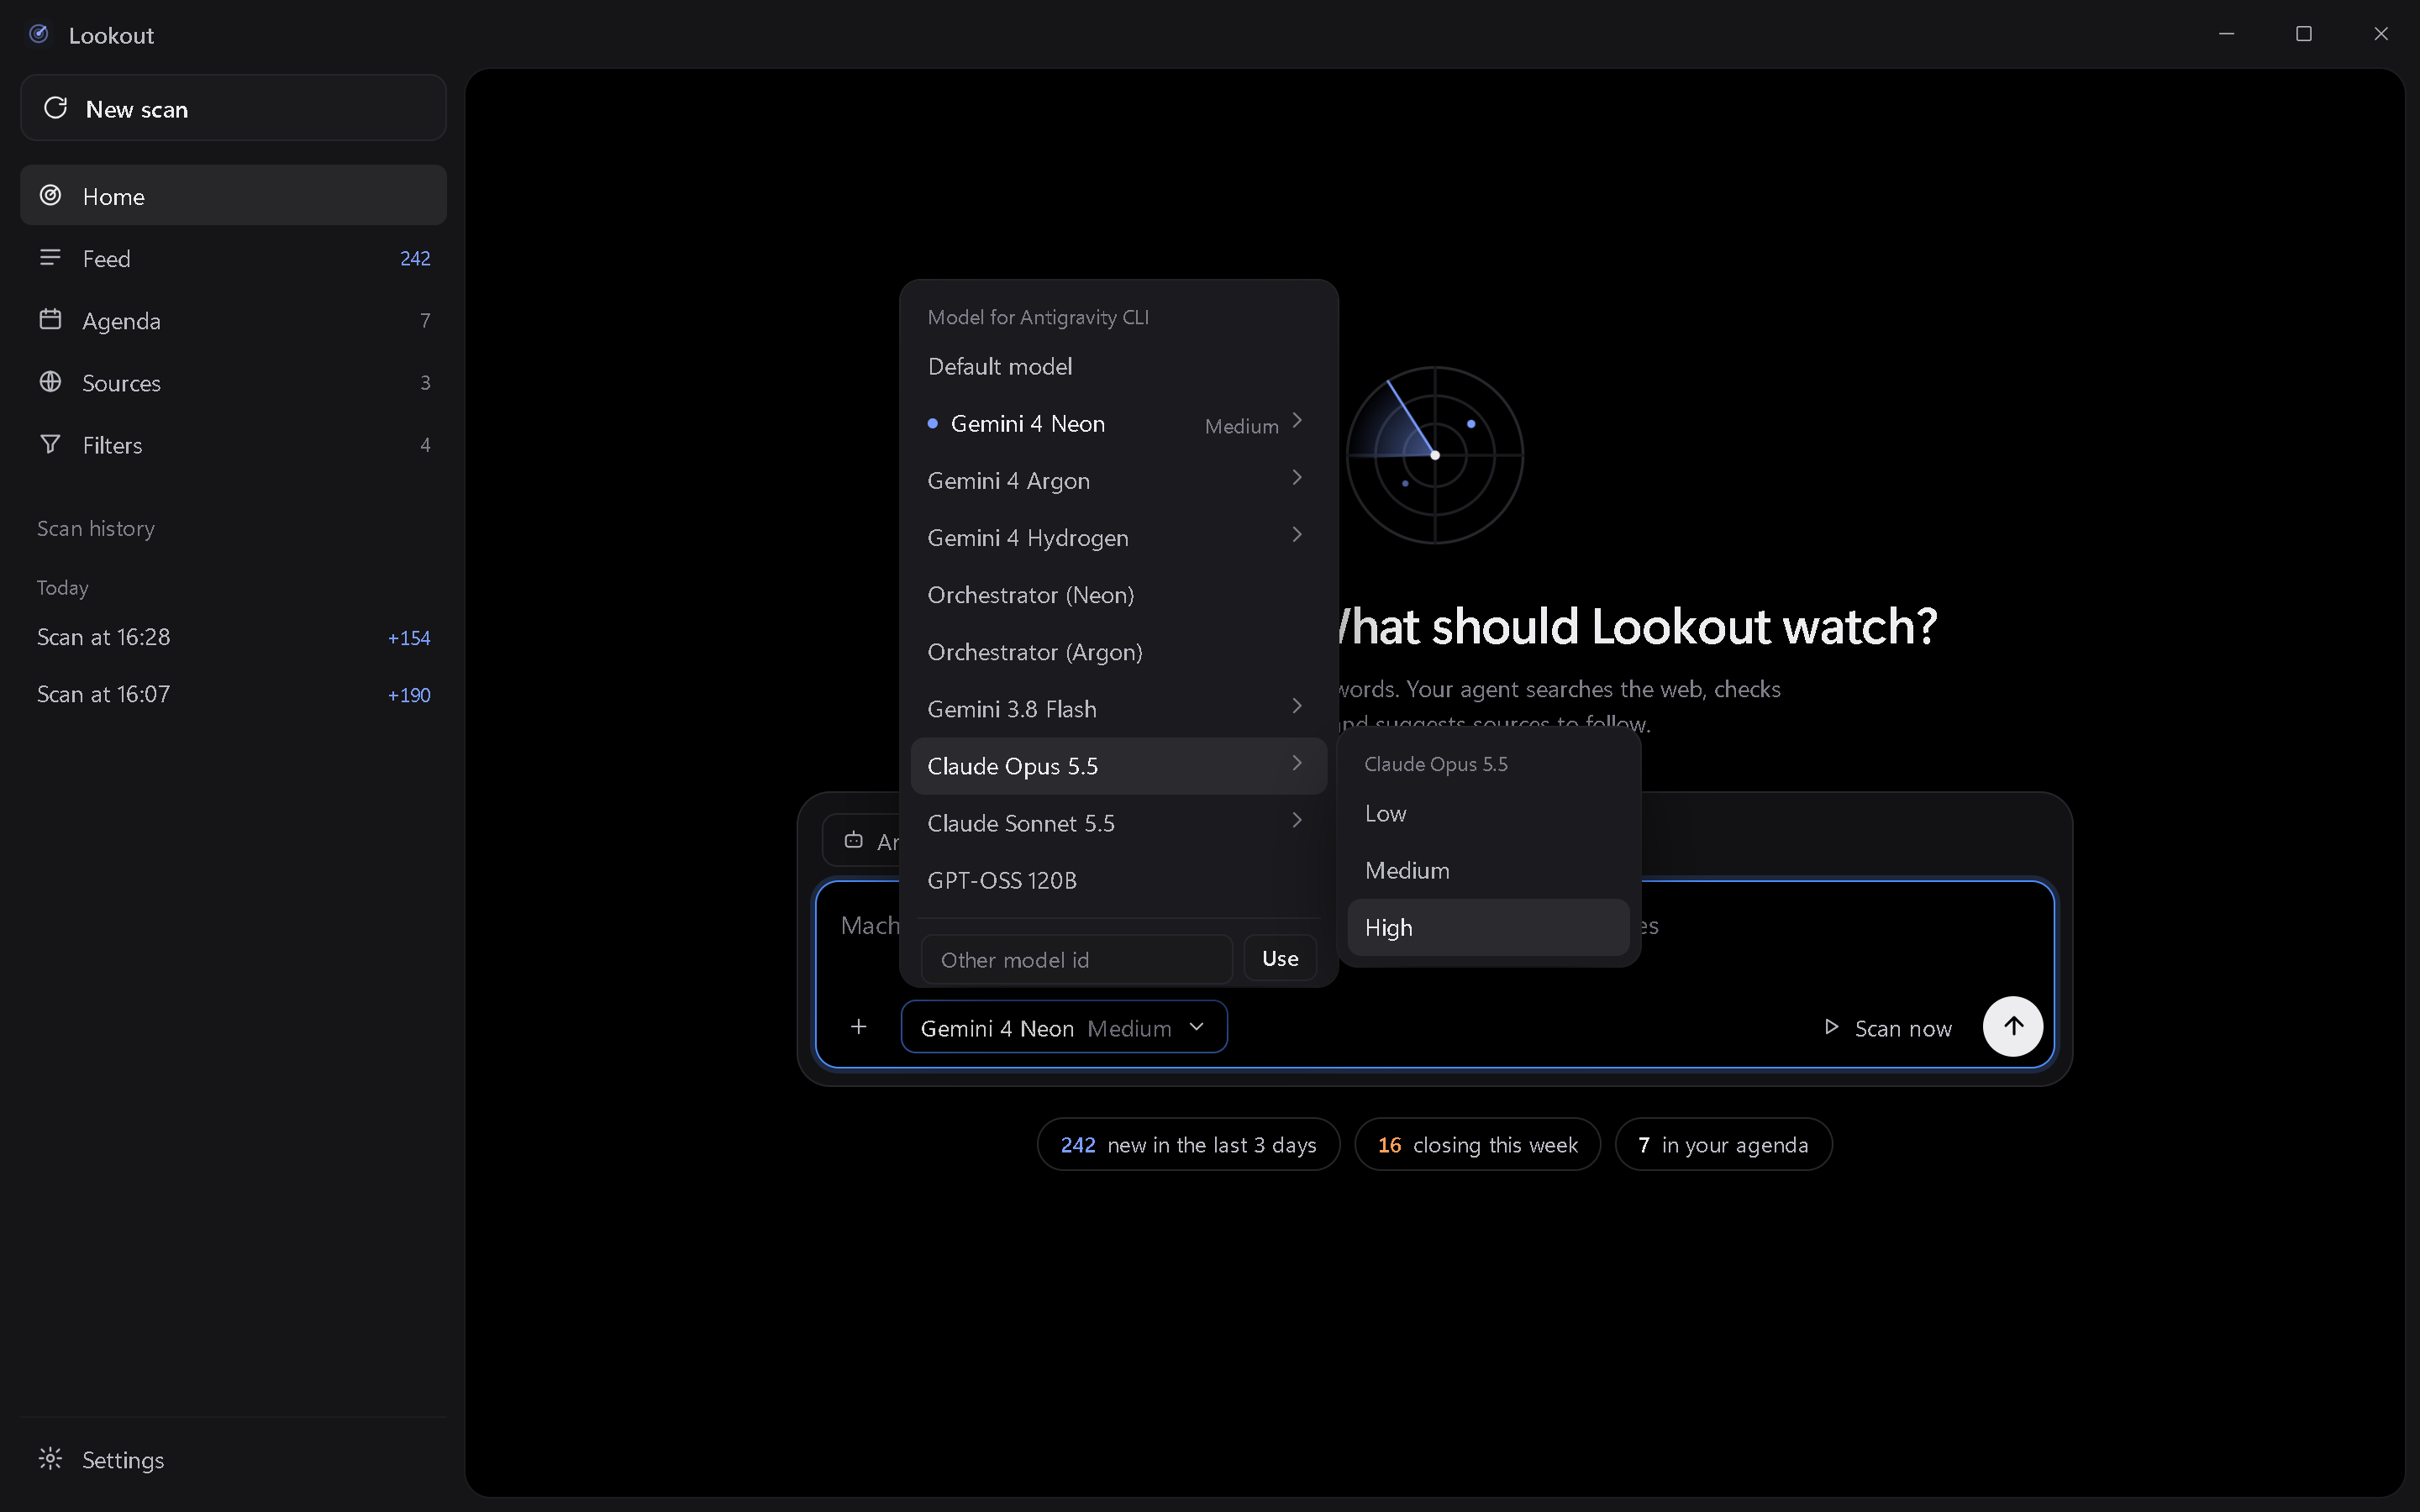 Lookout
New scan
Home
Feed 242
Agenda 7
Sources 3
Filters 4
Scan history
Today
Scan at 16:28 +154
Scan at 16:07 +190
Settings
Model for Antigravity CLI
Default model
Gemini 4 Neon Medium
Gemini 4 Argon
Gemini 4 Hydrogen
Orchestrator (Neon)
Orchestrator (Argon)
Gemini 3.8 Flash
Claude Opus 5.5
Claude Sonnet 5.5
GPT-OSS 120B
Other model id Use
Claude Opus 5.5
Low
Medium
High
should Lookout watch?
Your agent searches the web, checks
suggests sources to follow.
Gemini 4 Neon Medium
Scan now
242 new in the last 3 days
16 closing this week
7 in your agenda